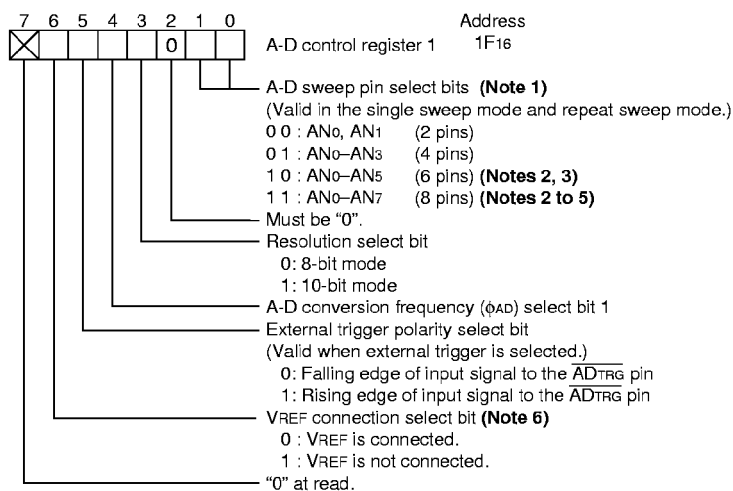 7 6 5 4 3 2 1 0 Address
0 A-D control register 1 1F16
A-D sweep pin select bits (Note 1)
(Valid in the single sweep mode and repeat sweep mode.)
0 0 : AN0, AN1 (2 pins)
0 1 : AN0–AN3 (4 pins)
1 0 : AN0–AN5 (6 pins) (Notes 2, 3)
1 1 : AN0–AN7 (8 pins) (Notes 2 to 5)
Must be “0”.
Resolution select bit
0: 8-bit mode
1: 10-bit mode
A-D conversion frequency (ϕAD) select bit 1
External trigger polarity select bit
(Valid when external trigger is selected.)
0: Falling edge of input signal to the ADTRG pin
1: Rising edge of input signal to the ADTRG pin
VREF connection select bit (Note 6)
0 : VREF is connected.
1 : VREF is not connected.
“0” at read.